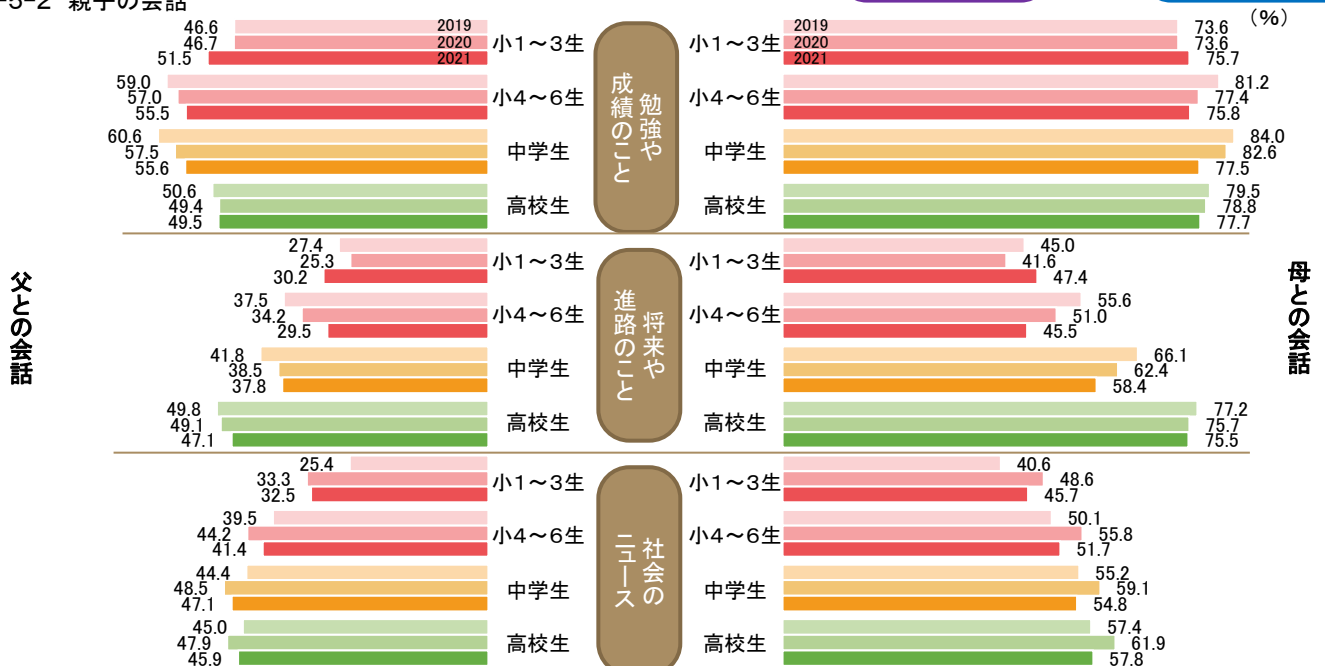 -5-2 親子の会話
（%）
父との会話
母との会話
勉強や
成績のこと
46.6 2019 小1～3生 小1～3生 2019 73.6
46.7 2020 2020 73.6
51.5 2021 2021 75.7
59.0 小4～6生 小4～6生 81.2
57.0 77.4
55.5 75.8
60.6 中学生 中学生 84.0
57.5 82.6
55.6 77.5
50.6 高校生 高校生 79.5
49.4 78.8
49.5 77.7
将来や
進路のこと
27.4 小1～3生 小1～3生 45.0
25.3 41.6
30.2 47.4
37.5 小4～6生 小4～6生 55.6
34.2 51.0
29.5 45.5
41.8 中学生 中学生 66.1
38.5 62.4
37.8 58.4
49.8 高校生 高校生 77.2
49.1 75.7
47.1 75.5
社会の
ニュース
25.4 小1～3生 小1～3生 40.6
33.3 48.6
32.5 45.7
39.5 小4～6生 小4～6生 50.1
44.2 55.8
41.4 51.7
44.4 中学生 中学生 55.2
48.5 59.1
47.1 54.8
45.0 高校生 高校生 57.4
47.9 61.9
45.9 57.8